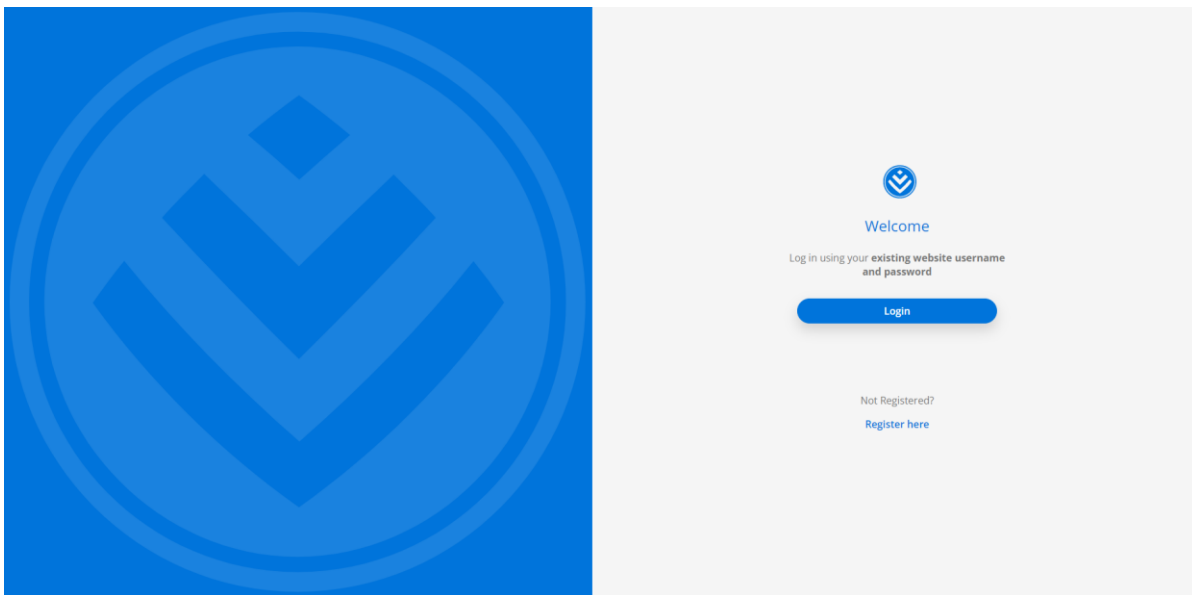 Welcome
Log in using your existing website username
and password
Login
Not Registered?
Register here